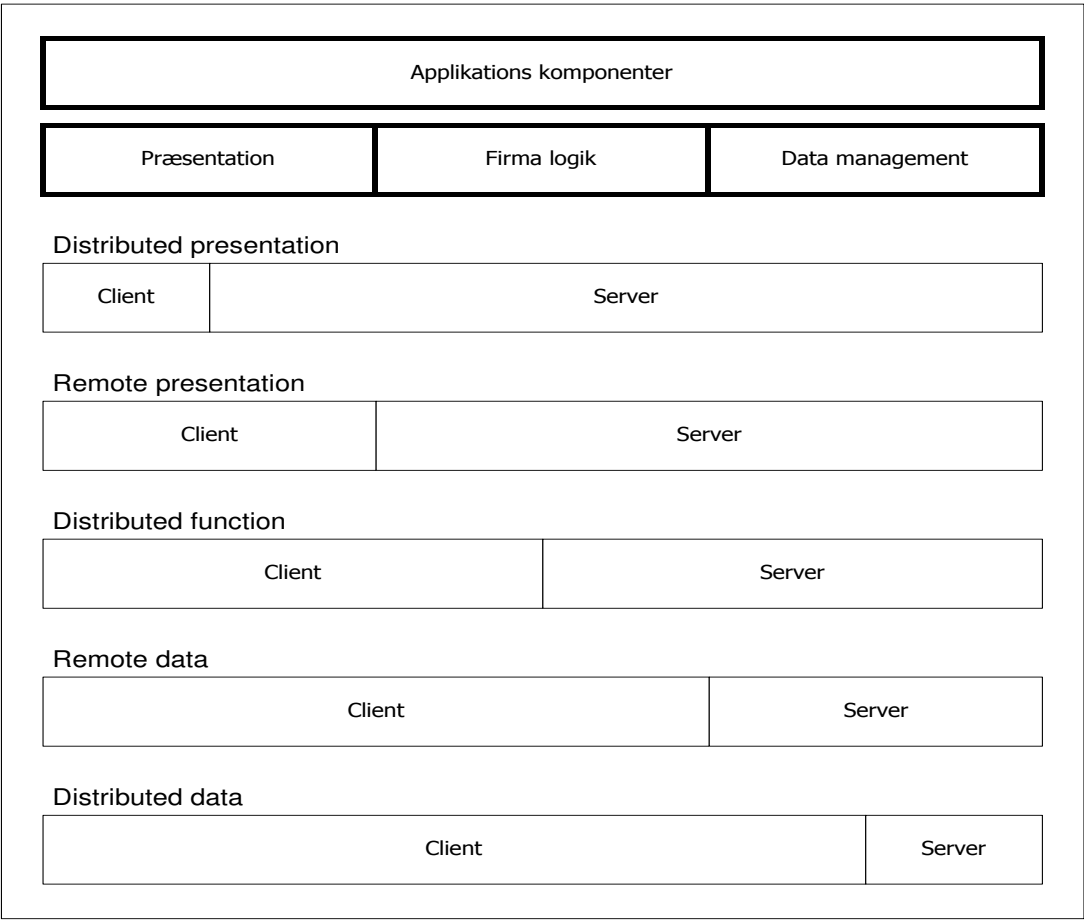 Applikations komponenter
Præsentation Firma logik Data management
Distributed presentation
Client Server
Remote presentation
Client Server
Distributed function
Client Server
Remote data
Client Server
Distributed data
Client Server